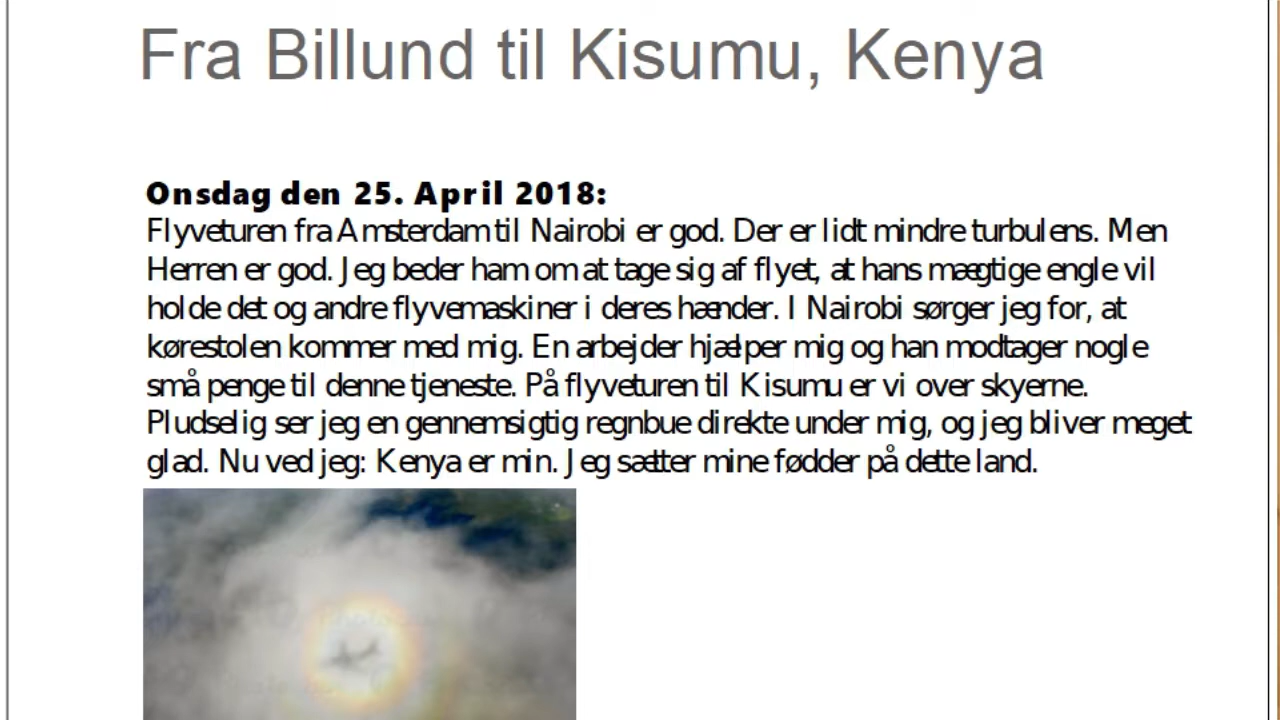 Fra Billund til Kisumu, Kenya
Onsdag den 25. April 2018:
Flyveturen fra Amsterdam til Nairobi er god. Der er lidt mindre turbulens. Men
Herren er god. Jeg beder ham om at tage sig af flyet, at hans mægtige engle vil
holde det og andre flyvemaskiner i deres hænder. I Nairobi sørger jeg for, at
kørestolen kommer med mig. En arbejder hjælper mig og han modtager nogle
små penge til denne tjeneste. På flyveturen til Kisumu er vi over skyerne.
Pludselig ser jeg en gennemsigtig regnbue direkte under mig, og jeg bliver meget
glad. Nu ved jeg: Kenya er min. Jeg sætter mine fødder på dette land.